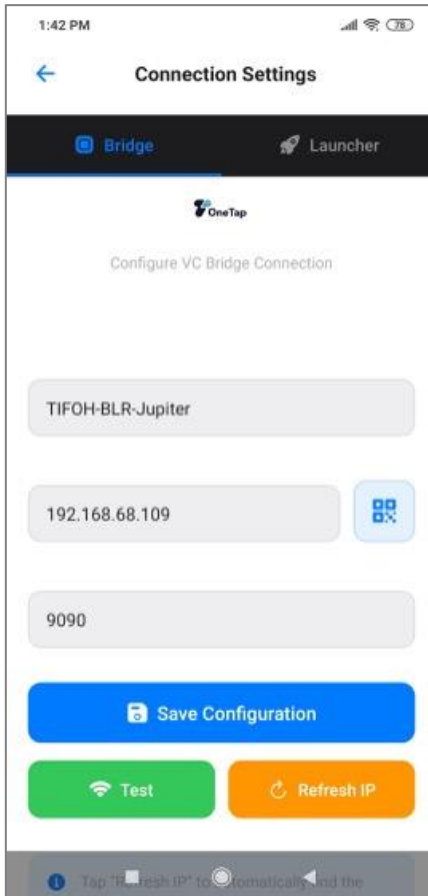 1:42 PM
78
Connection Settings
Bridge
Launcher
OneTap
Configure VC Bridge Connection
TIFOH-BLR-Jupiter
192.168.68.109
9090
Save Configuration
Test
Refresh IP
Tap "Refresh IP" to automatically find the